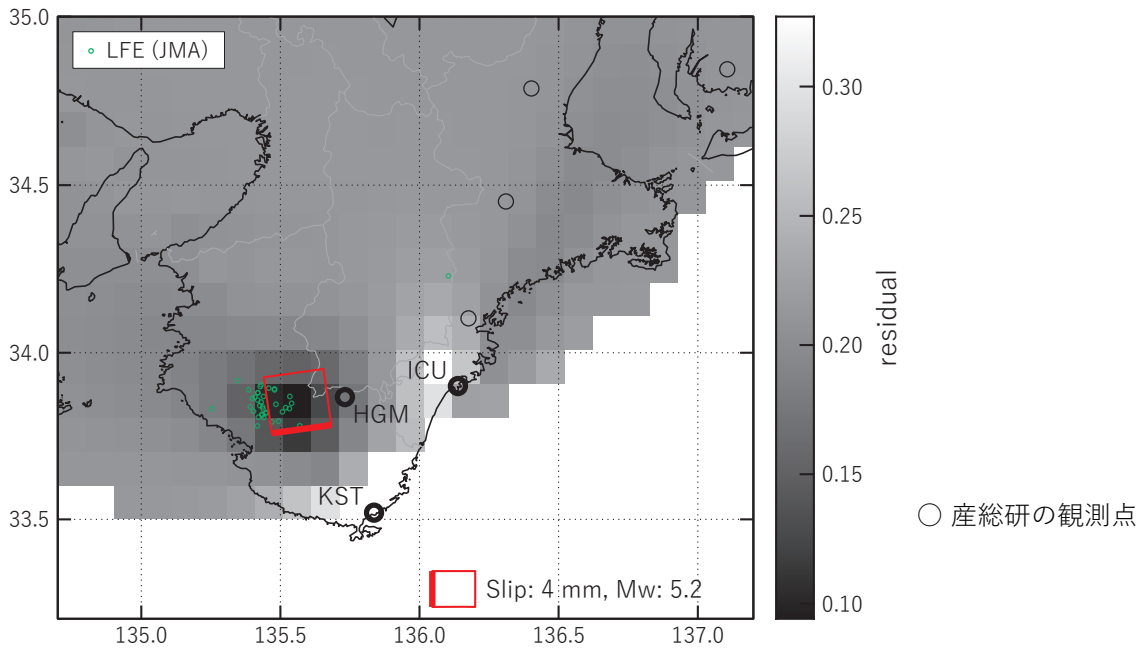 35.0
34.5
34.0
33.5
LFE (JMA)
ICU
HGM
KST
Slip: 4 mm, Mw: 5.2
135.0 135.5 136.0 136.5 137.0
0.30
0.25
0.20
0.15
0.10
residual
○ 産総研の観測点